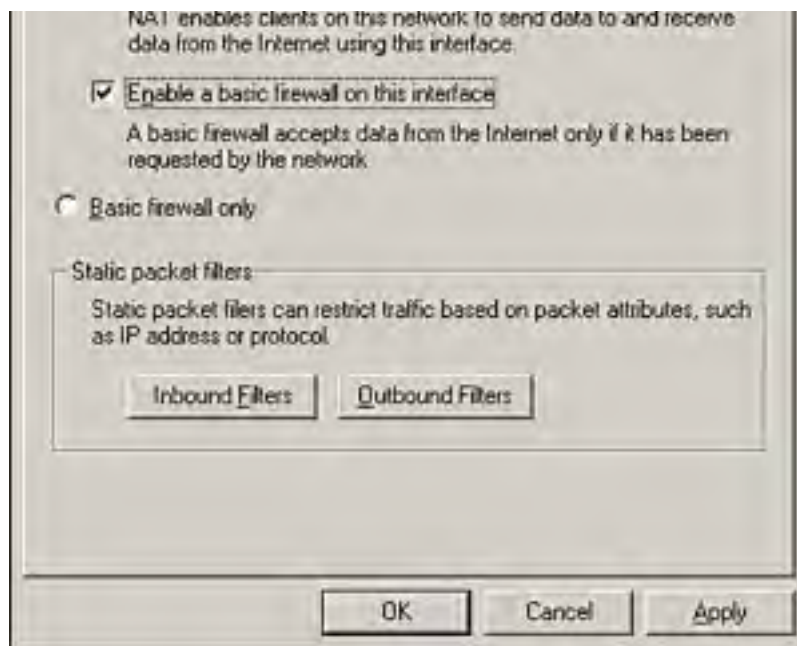 NAT enables clients on this network to send data to and receive
data from the Internet using this interface.
Enable a basic firewall on this interface
A basic firewall accepts data from the Internet only if it has been
requested by the network
Basic firewall only
Static packet filters
Static packet filers can restrict traffic based on packet attributes, such
as IP address or protocol
Inbound Filters Outbound Filters
OK Cancel Apply